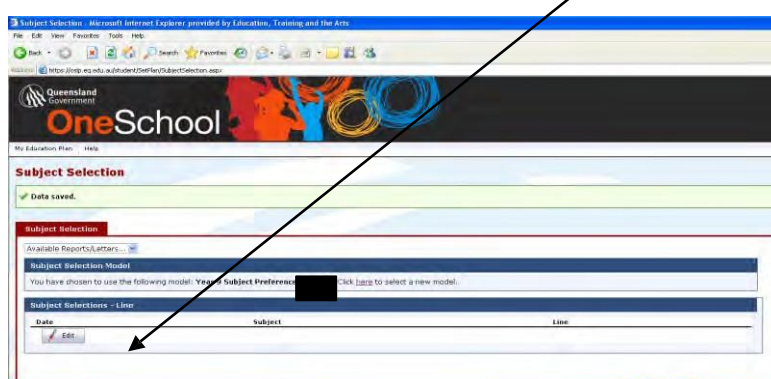 Subject Selection - Microsoft Internet Explorer provided by Education, Training and the Arts
File Edit View Favorites Tools Help
Back Search Favorites
https://osip.eq.edu.au/student/SetPlan/SubjectSelection.aspx
Queensland
Government
OneSchool
My Education Plan Help
Subject Selection
Data saved.
Subject Selection
Available Reports/Letters...
Subject Selection Model
You have chosen to use the following model: Year 9 Subject Preference Click here to select a new model.
Subject Selections - Line
Date Subject Line
Edit